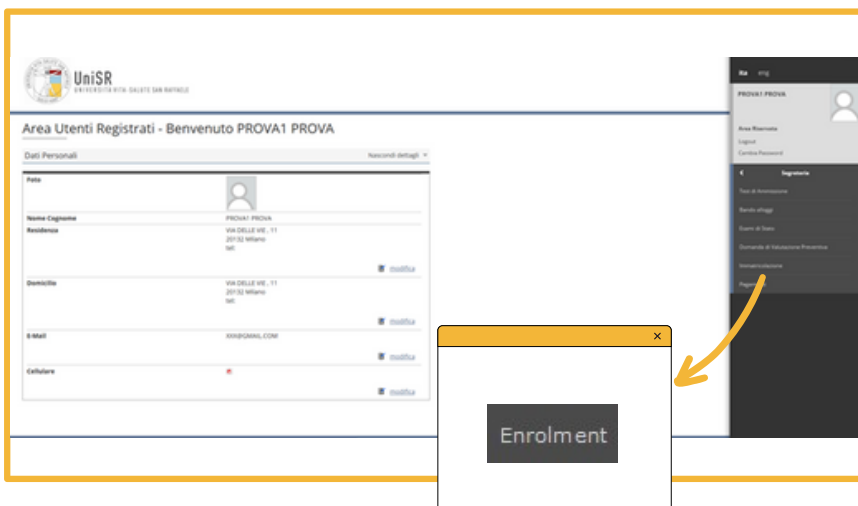 UniSR
UNIVERSITÀ VITA-SALUTE SAN RAFFAELE
Area Utenti Registrati - Benvenuto PROVA1 PROVA
Dati Personali
Nascondi dettagli
Foto
Nome Cognome PROVA1 PROVA
Residenza VIA DELLE VIE , 11
20132 Milano
tel:
modifica
Domicilio VIA DELLE VIE , 11
20132 Milano
tel:
modifica
E-Mail XXX@GMAIL.COM
modifica
Cellulare
modifica
ita eng
PROVA1 PROVA
Area Riservata
Logout
Cambia Password
Segreteria
Test di Ammissione
Bando alloggi
Esami di Stato
Domanda di Valutazione Preventiva
Immatricolazione
×
Enrolment